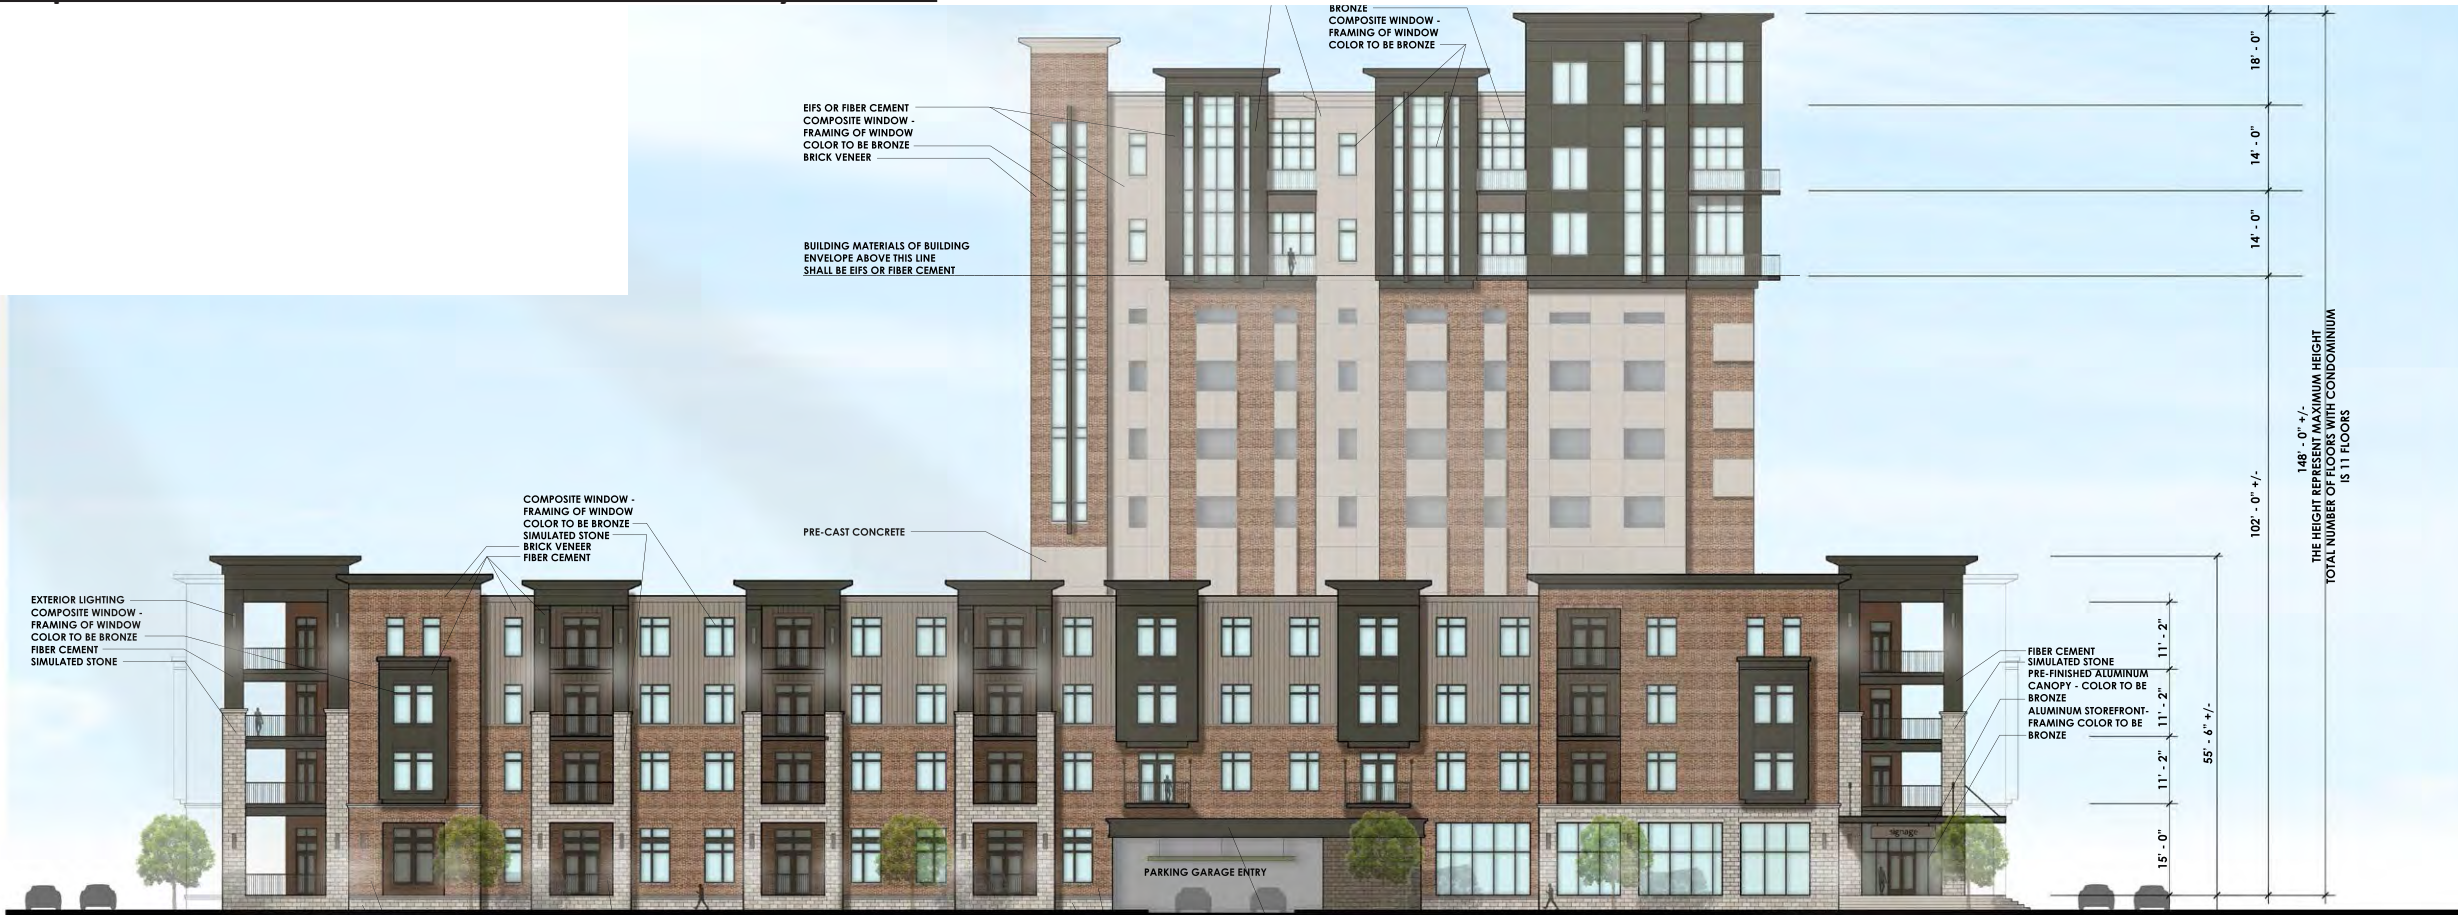 BRONZE
COMPOSITE WINDOW -
FRAMING OF WINDOW
COLOR TO BE BRONZE
EIFS OR FIBER CEMENT
COMPOSITE WINDOW -
FRAMING OF WINDOW
COLOR TO BE BRONZE
BRICK VENEER
BUILDING MATERIALS OF BUILDING
ENVELOPE ABOVE THIS LINE
SHALL BE EIFS OR FIBER CEMENT
18' - 0"
14' - 0"
14' - 0"
102' - 0" +/-
148' - 0" +/-
THE HEIGHT REPRESENT MAXIMUM HEIGHT
TOTAL NUMBER OF FLOORS WITH CONDOMINIUM
IS 11 FLOORS
COMPOSITE WINDOW -
FRAMING OF WINDOW
COLOR TO BE BRONZE
SIMULATED STONE
BRICK VENEER
FIBER CEMENT
PRE-CAST CONCRETE
EXTERIOR LIGHTING
COMPOSITE WINDOW -
FRAMING OF WINDOW
COLOR TO BE BRONZE
FIBER CEMENT
SIMULATED STONE
FIBER CEMENT
SIMULATED STONE
PRE-FINISHED ALUMINUM
CANOPY - COLOR TO BE
BRONZE
ALUMINUM STOREFRONT-
FRAMING COLOR TO BE
BRONZE
11' - 2"
11' - 2"
11' - 2"
15' - 0"
55' - 6" +/-
signage
PARKING GARAGE ENTRY